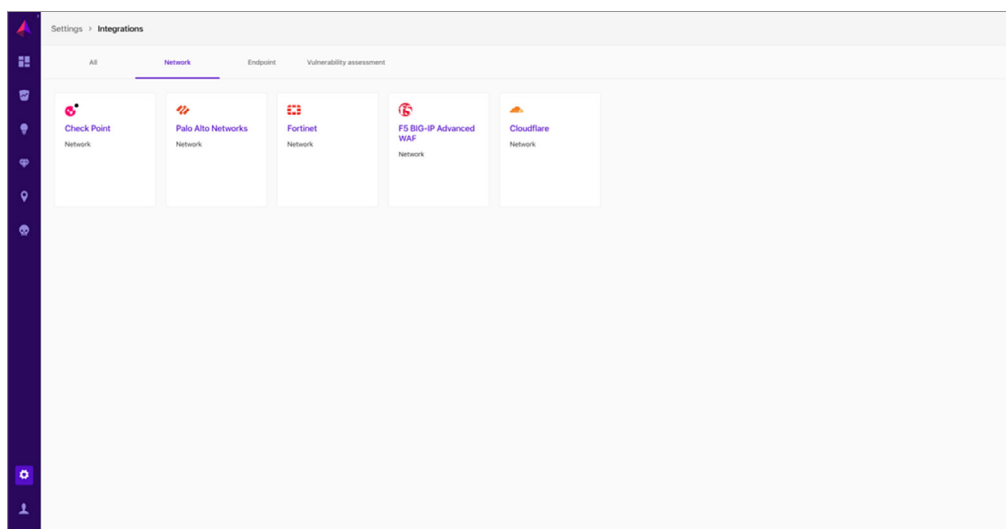 Settings > Integrations
All Network Endpoint Vulnerability assessment
Check Point
Network
Palo Alto Networks
Network
Fortinet
Network
F5 BIG-IP Advanced
WAF
Network
Cloudflare
Network